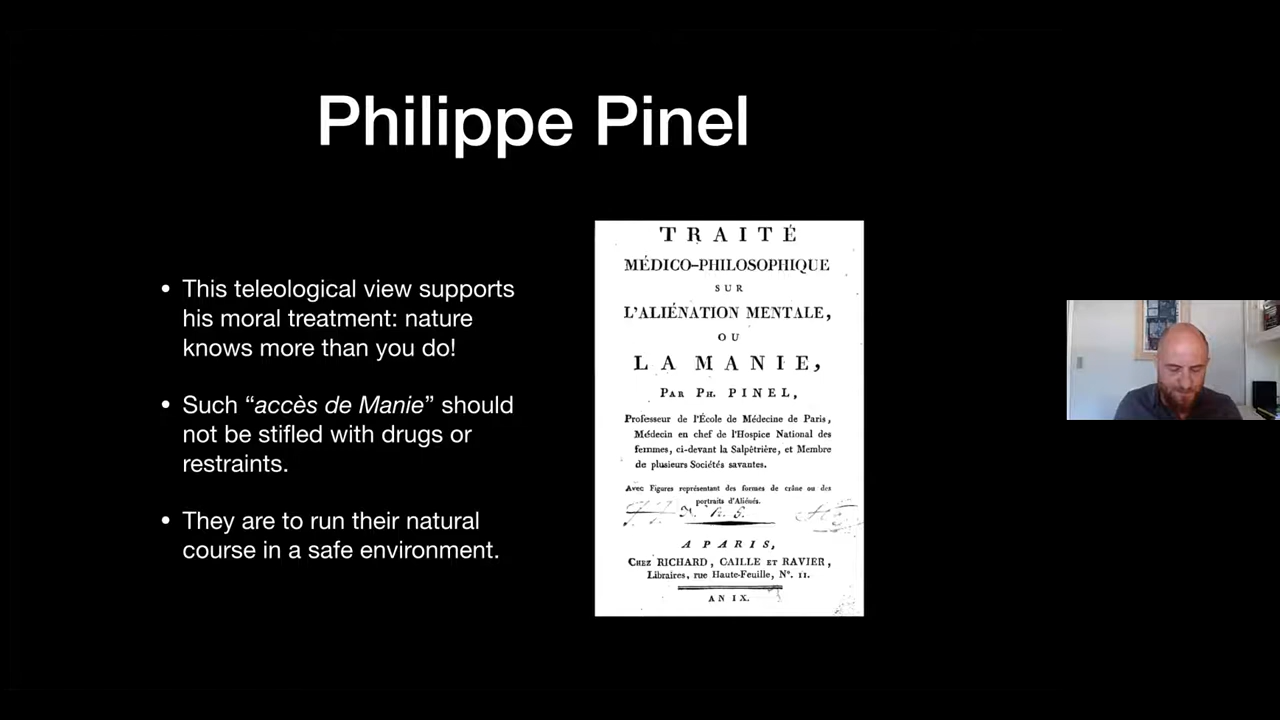 Philippe Pinel
• This teleological view supports
his moral treatment: nature
knows more than you do!
• Such “accès de Manie” should
not be stifled with drugs or
restraints.
• They are to run their natural
course in a safe environment.
TRAITÉ
MÉDICO–PHILOSOPHIQUE
SUR
L’ALIÉNATION MENTALE,
OU
LA MANIE,
PAR PH. PINEL,
Professeur de l’École de Médecine de Paris,
Médecin en chef de l’Hospice National des
femmes, ci-devant la Salpêtrière, et Membre
de plusieurs Sociétés savantes.
Avec Figures représentant des formes de crâne ou des
portraits d’Aliénés.
A PARIS,
CHEZ RICHARD, CAILLE ET RAVIER,
Libraires, rue Haute-Feuille, N°. 11.
AN IX.